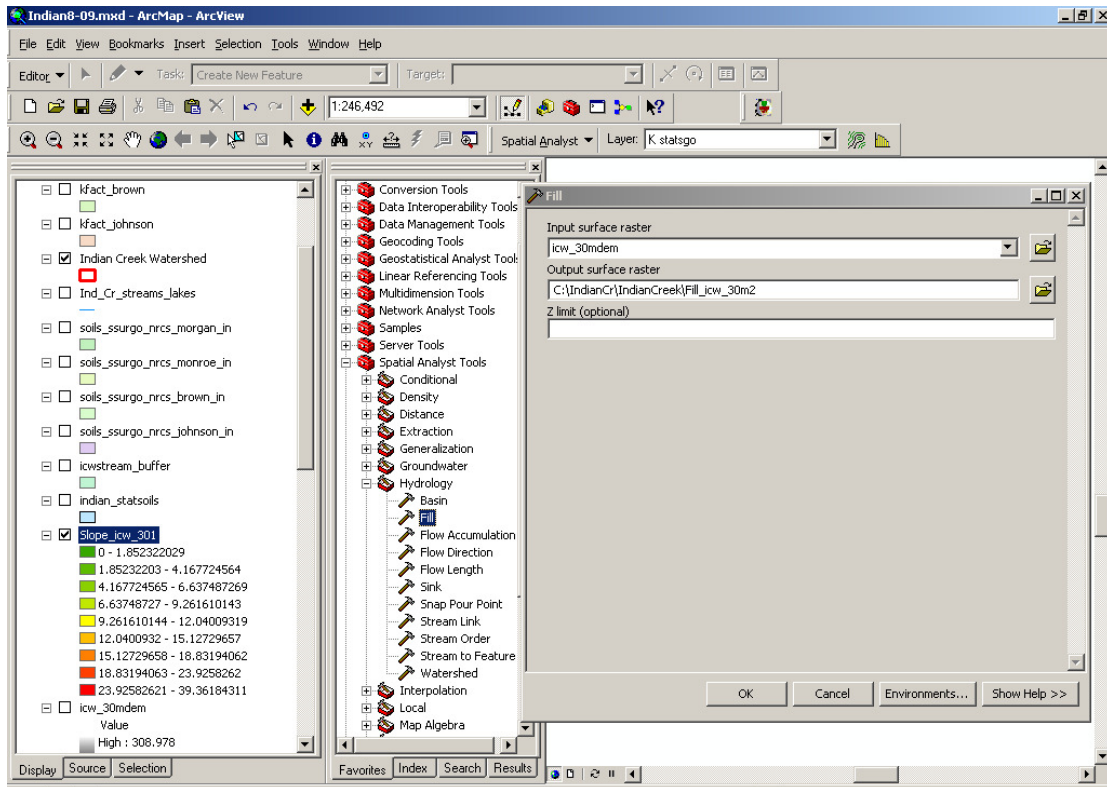 Indian8-09.mxd - ArcMap - ArcView
File Edit View Bookmarks Insert Selection Tools Window Help
Editor Task: Create New Feature Target:
1:246,492
Spatial Analyst Layer: K statsgo
kfact_brown
kfact_johnson
Indian Creek Watershed
Ind_Cr_streams_lakes
soils_ssurgo_nrcs_morgan_in
soils_ssurgo_nrcs_monroe_in
soils_ssurgo_nrcs_brown_in
soils_ssurgo_nrcs_johnson_in
icwstream_buffer
indian_statsoils
Slope_icw_301
0 - 1.852322029
1.85232203 - 4.167724564
4.167724565 - 6.637487269
6.63748727 - 9.261610143
9.261610144 - 12.04009319
12.0400932 - 15.12729657
15.12729658 - 18.83194062
18.83194063 - 23.9258262
23.92582621 - 39.36184311
icw_30mdem
Value
High : 308.978
Display Source Selection
Conversion Tools
Data Interoperability Tools
Data Management Tools
Geocoding Tools
Geostatistical Analyst Tools
Linear Referencing Tools
Multidimension Tools
Network Analyst Tools
Samples
Server Tools
Spatial Analyst Tools
Conditional
Density
Distance
Extraction
Generalization
Groundwater
Hydrology
Basin
Fill
Flow Accumulation
Flow Direction
Flow Length
Sink
Snap Pour Point
Stream Link
Stream Order
Stream to Feature
Watershed
Interpolation
Local
Map Algebra
Favorites Index Search Results
Fill
Input surface raster
icw_30mdem
Output surface raster
C:\IndianCr\IndianCreek\Fill_icw_30m2
Z limit (optional)
OK Cancel Environments... Show Help >>